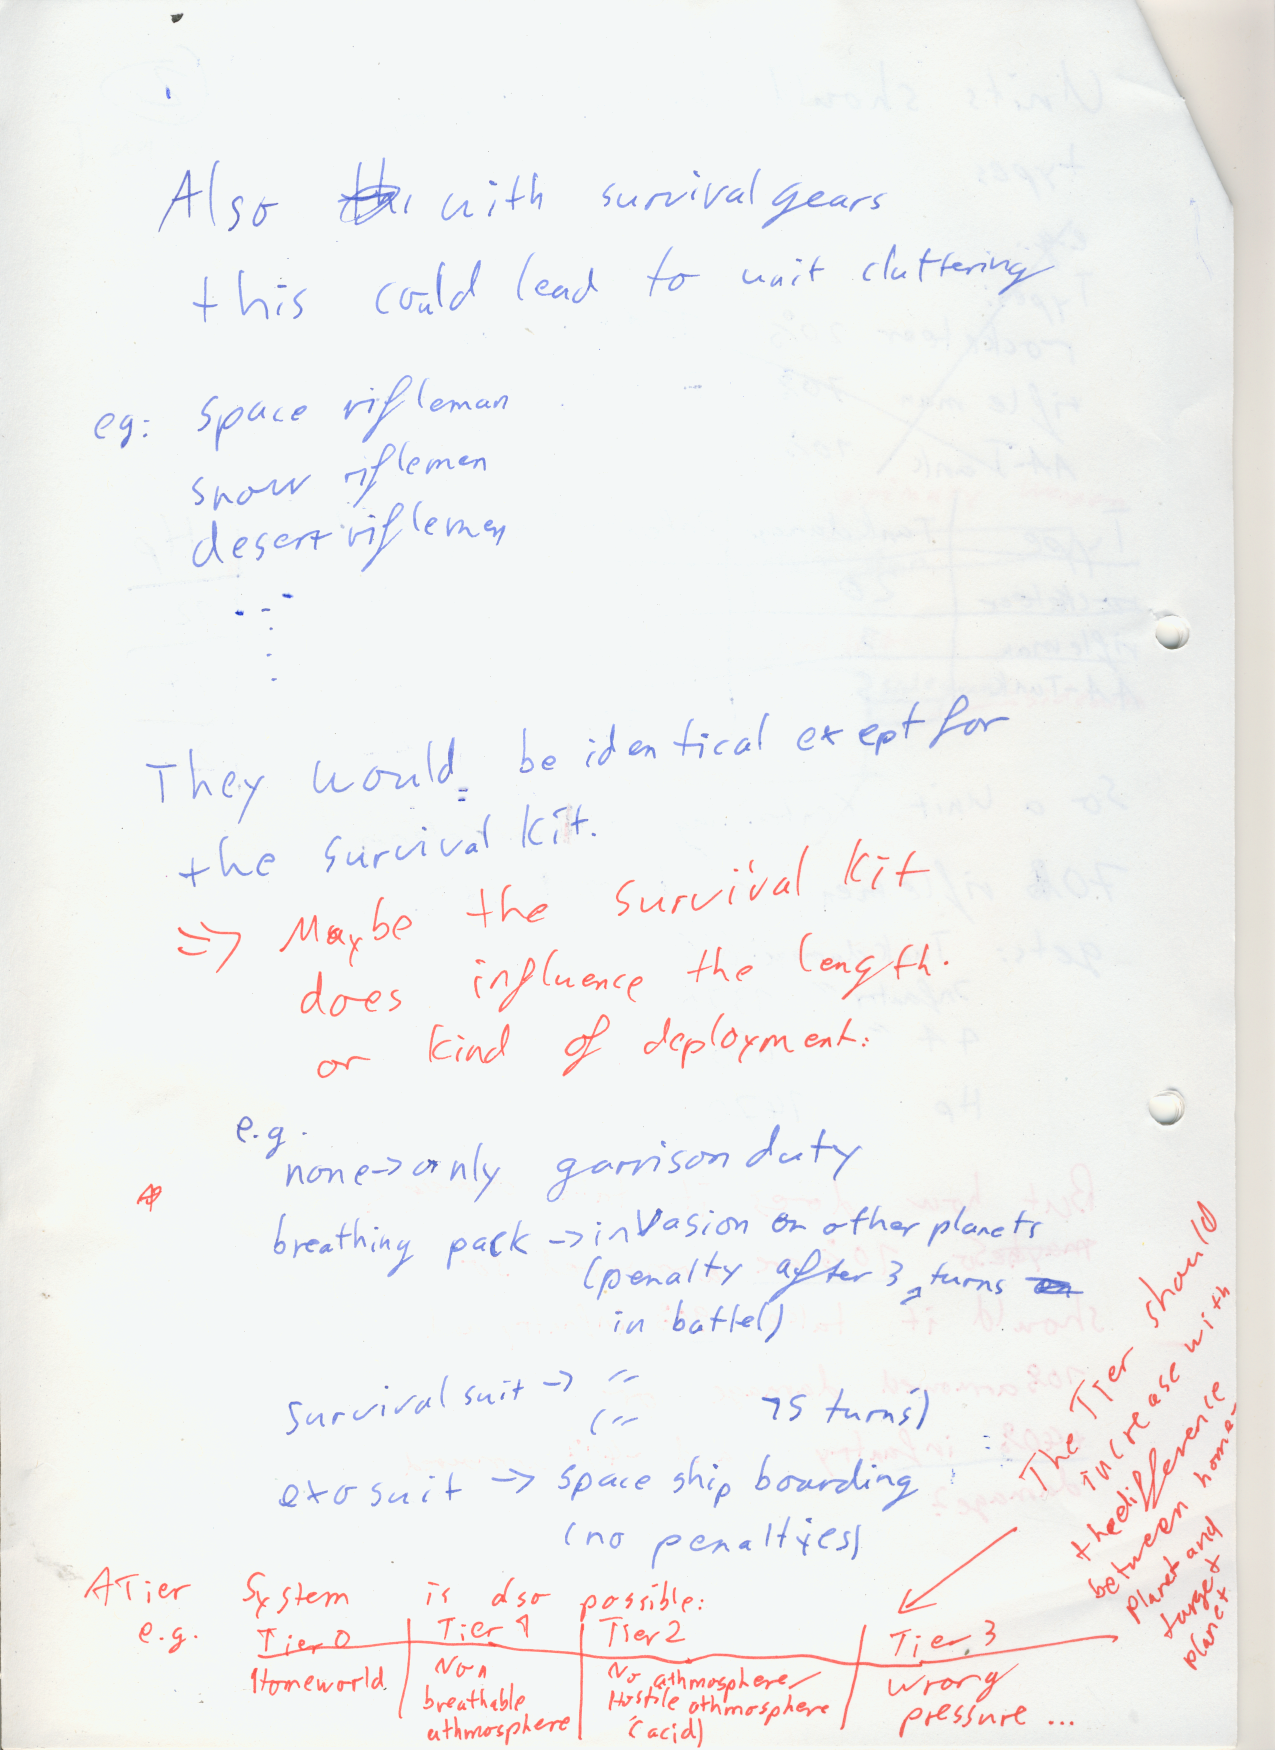 Also with survival gears
this could lead to unit cluttering
eg: space rifleman
snow riflemen
desert riflemen
...
They would be identical except for
the survival kit.
=> Maybe the survival kit
does influence the length.
or kind of deployment:
e.g.
none -> only garrison duty
breathing pack -> invasion on other planets
(penalty after 3 turns
in battle()
Survival suit -> "
(" 75 turns)
exo suit -> space ship boarding
(no penalties)
The Tier should
increase with
the difference
between home-
planet and
target
planet
A Tier System is also possible:
e.g. Tier 0 Tier 1 Tier 2 Tier 3
Homeworld
Non
breathable
athmosphere
No athmosphere/
Hostile athmosphere
(acid)
wrong
pressure ...